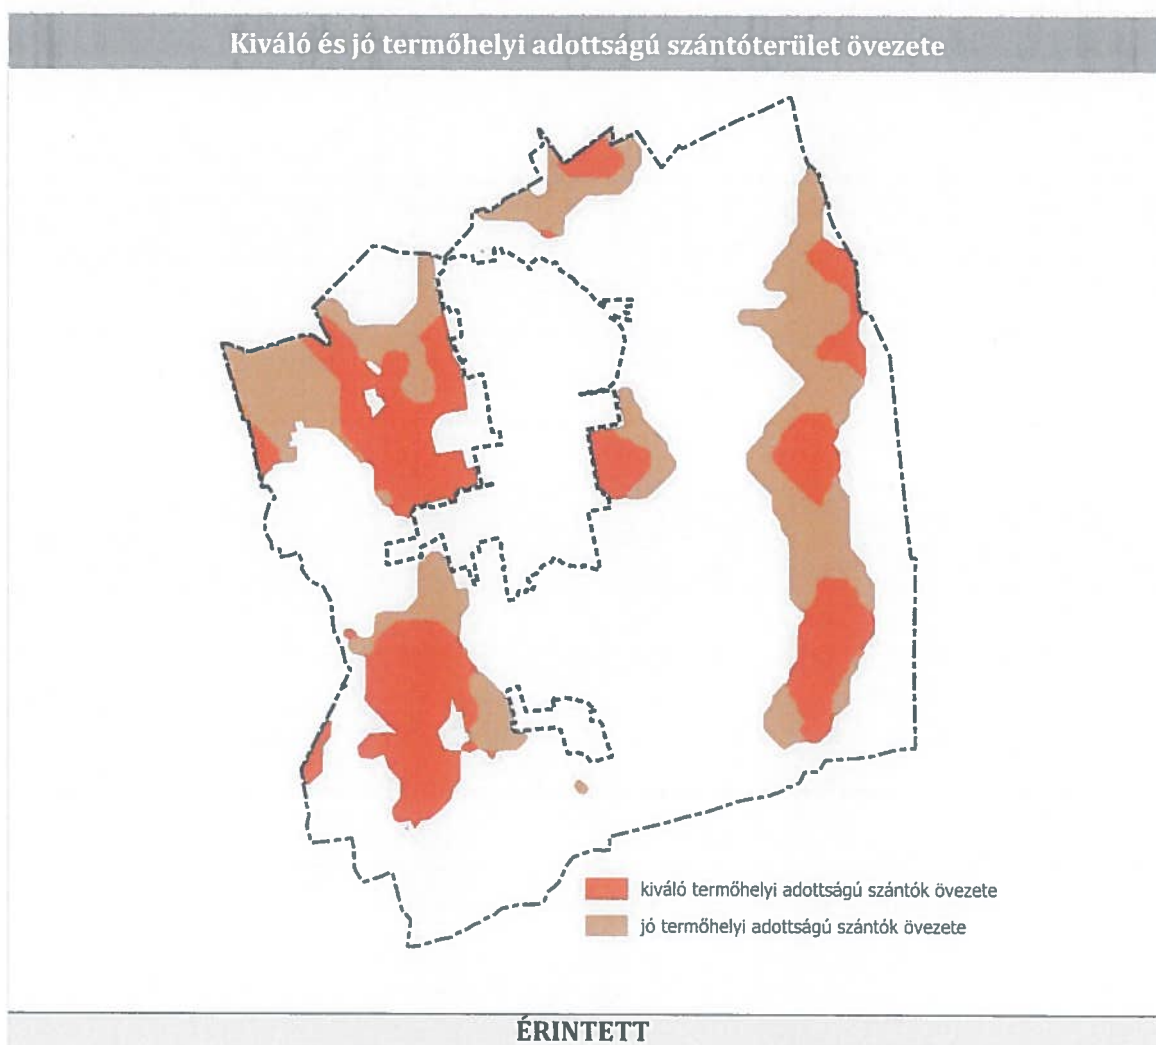 Kiváló és jó termőhelyi adottságú szántóterület övezete
kiváló termőhelyi adottságú szántók övezete
jó termőhelyi adottságú szántók övezete
ÉRINTETT